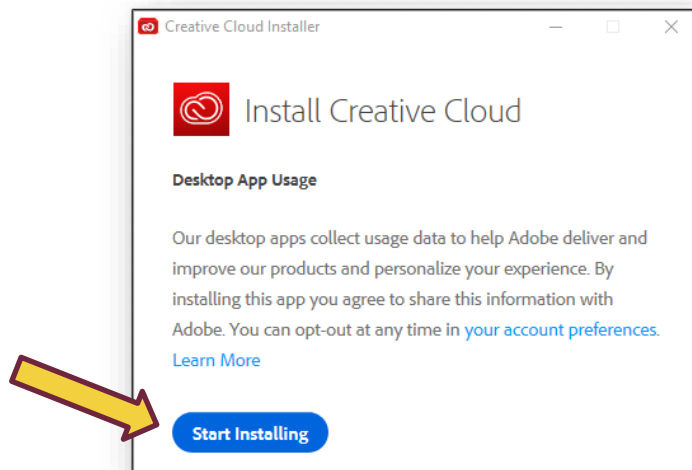 Creative Cloud Installer
Install Creative Cloud
Desktop App Usage
Our desktop apps collect usage data to help Adobe deliver and
improve our products and personalize your experience. By
installing this app you agree to share this information with
Adobe. You can opt-out at any time in your account preferences.
Learn More
Start Installing